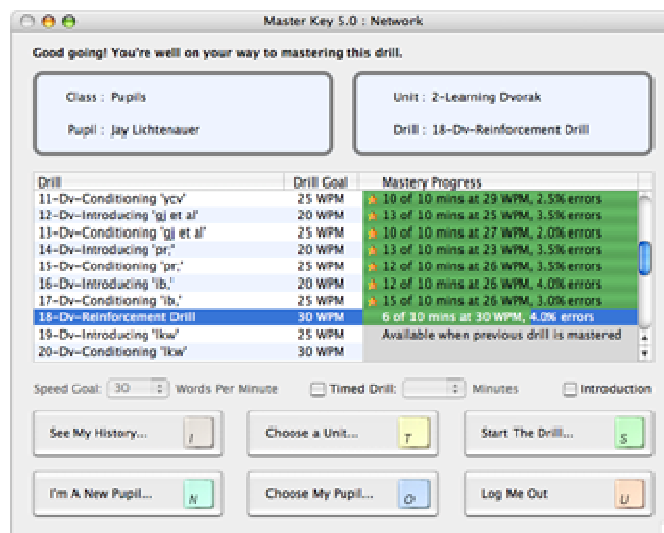 Master Key 5.0 : Network
Good going! You're well on your way to mastering this drill.
Class : Pupils
Pupil : Jay Lichtenauer
Unit : 2-Learning Dvorak
Drill : 18-Dv-Reinforcement Drill
Drill Drill Goal Mastery Progress
11-Dv-Conditioning 'ycv' 25 WPM 10 of 10 mins at 29 WPM, 2.5% errors
12-Dv-Introducing 'gj et al' 20 WPM 13 of 10 mins at 25 WPM, 3.5% errors
13-Dv-Conditioning 'gj et al' 25 WPM 10 of 10 mins at 27 WPM, 2.0% errors
14-Dv-Introducing 'pr;' 20 WPM 13 of 10 mins at 23 WPM, 3.5% errors
15-Dv-Conditioning 'pr;' 25 WPM 12 of 10 mins at 26 WPM, 3.5% errors
16-Dv-Introducing 'ib,' 20 WPM 12 of 10 mins at 26 WPM, 4.0% errors
17-Dv-Conditioning 'ib,' 25 WPM 15 of 10 mins at 26 WPM, 3.0% errors
18-Dv-Reinforcement Drill 30 WPM 6 of 10 mins at 30 WPM, 4.0% errors
19-Dv-Introducing 'lkw' 25 WPM Available when previous drill is mastered
20-Dv-Conditioning 'lkw' 30 WPM
Speed Goal: 30 Words Per Minute Timed Drill: Minutes Introduction
See My History... I
Choose a Unit... T
Start The Drill... S
I'm A New Pupil... N
Choose My Pupil... O
Log Me Out U